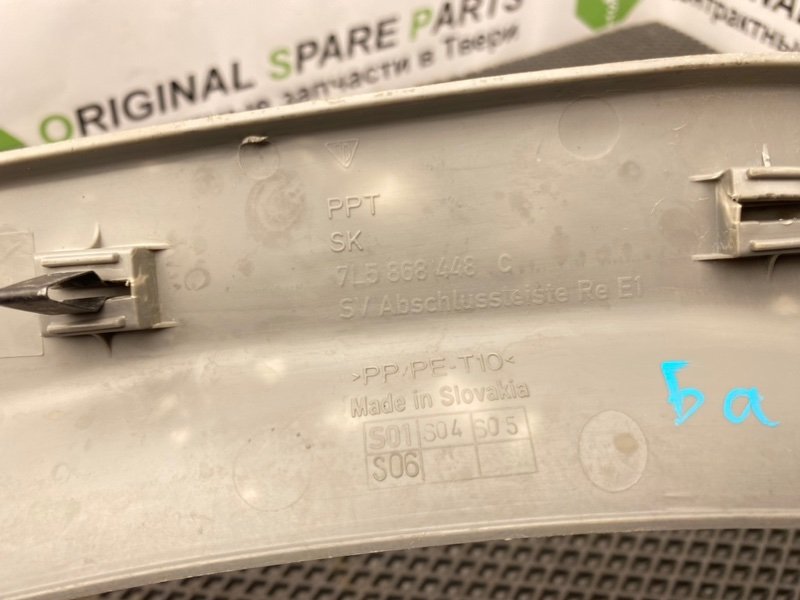 ORIGINAL SPARE PARTS
запчасти в Твери
PPT
SK
7L5 868 448 C
SV Abschlussleiste Re E1
>PP/PE-T10<
Made in Slovakia
S01 S04 S05
S06
Ба